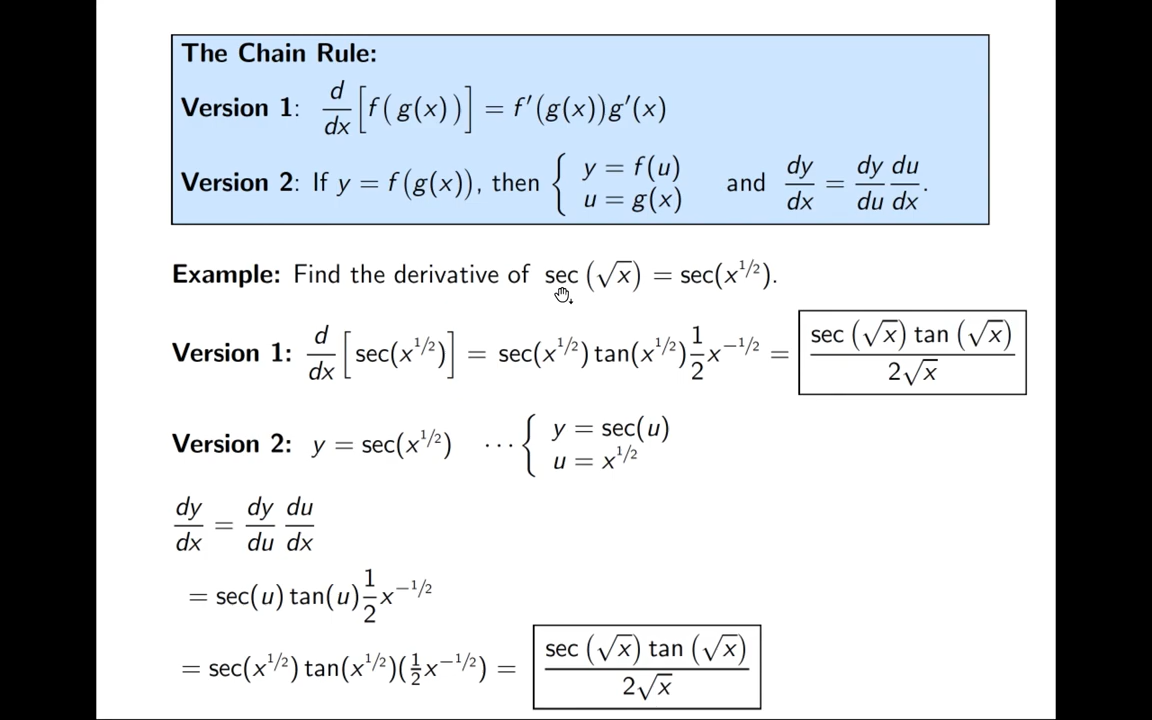 The Chain Rule:
Version 1: d/dx [f(g(x))] = f′(g(x))g′(x)
Version 2: If y = f(g(x)), then { y = f(u) u = g(x) and dy/dx = dy/du du/dx.
Example: Find the derivative of sec (√x) = sec(x^{1/2}).
Version 1: d/dx [sec(x^{1/2})] = sec(x^{1/2}) tan(x^{1/2}) 1/2 x^{−1/2} = sec (√x) tan (√x) / 2√x
Version 2: y = sec(x^{1/2}) ··· { y = sec(u) u = x^{1/2}
dy/dx = dy/du du/dx
= sec(u) tan(u) 1/2 x^{−1/2}
= sec(x^{1/2}) tan(x^{1/2})(1/2 x^{−1/2}) = sec (√x) tan (√x) / 2√x